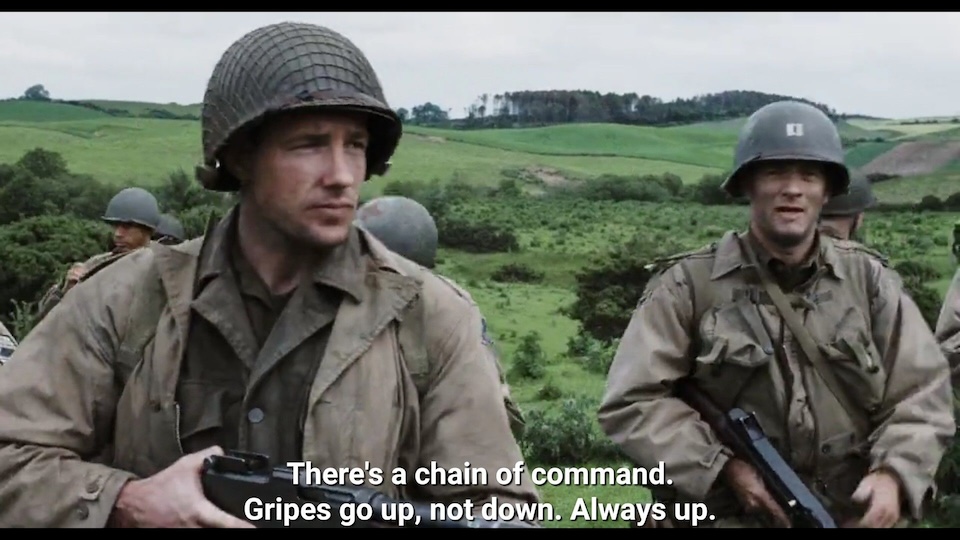 There's a chain of command.
Gripes go up, not down. Always up.